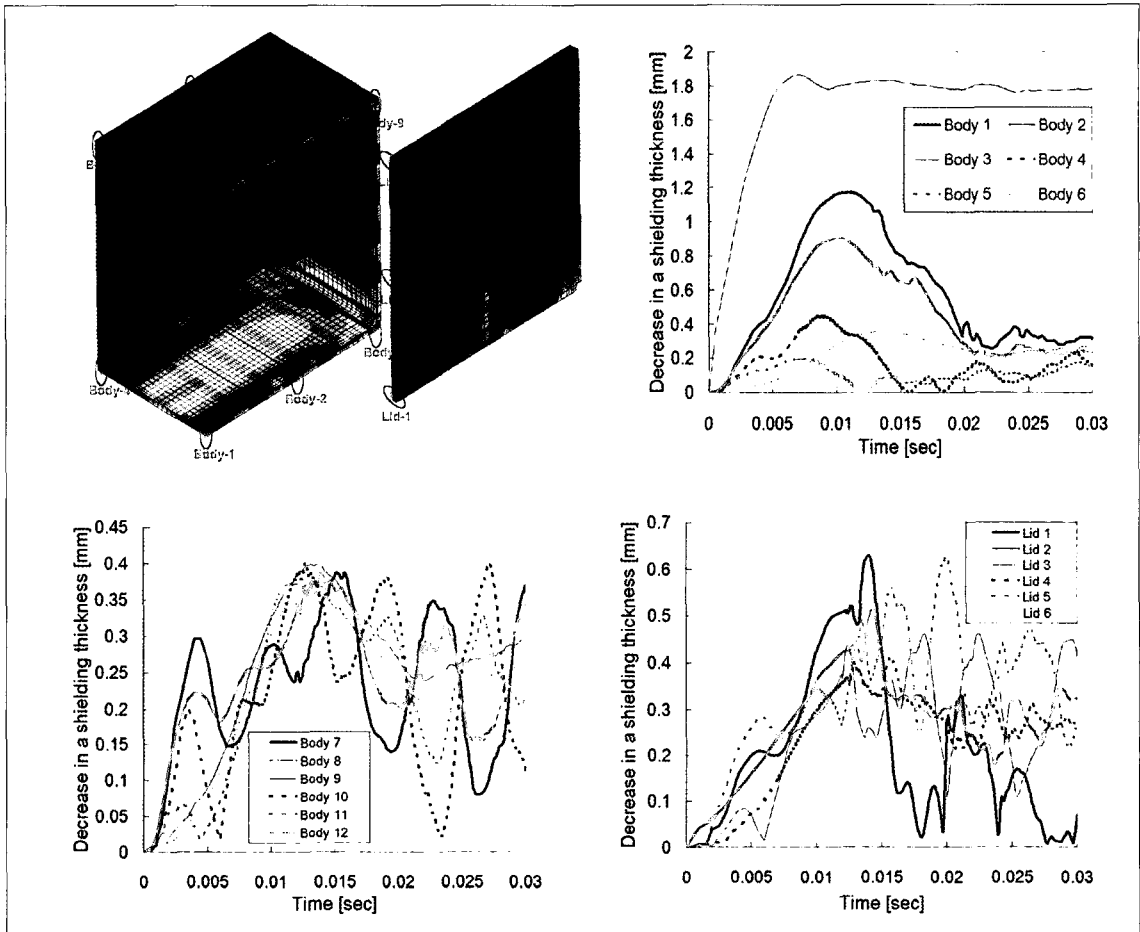 Body-9
Body-4
Body-2
Body-1
Lid-1
Decrease in a shielding thickness [mm]
2
1.8
1.6
1.4
1.2
1
0.8
0.6
0.4
0.2
0
Body 1
Body 2
Body 3
Body 4
Body 5
Body 6
0 0.005 0.01 0.015 0.02 0.025 0.03
Time [sec]
Decrease in a shielding thickness [mm]
0.45
0.4
0.35
0.3
0.25
0.2
0.15
0.1
0.05
0
Body 7
Body 8
Body 9
Body 10
Body 11
Body 12
0 0.005 0.01 0.015 0.02 0.025 0.03
Time [sec]
Decrease in a shielding thickness [mm]
0.7
0.6
0.5
0.4
0.3
0.2
0.1
0
Lid 1
Lid 2
Lid 3
Lid 4
Lid 5
Lid 6
0 0.005 0.01 0.015 0.02 0.025 0.03
Time [sec]